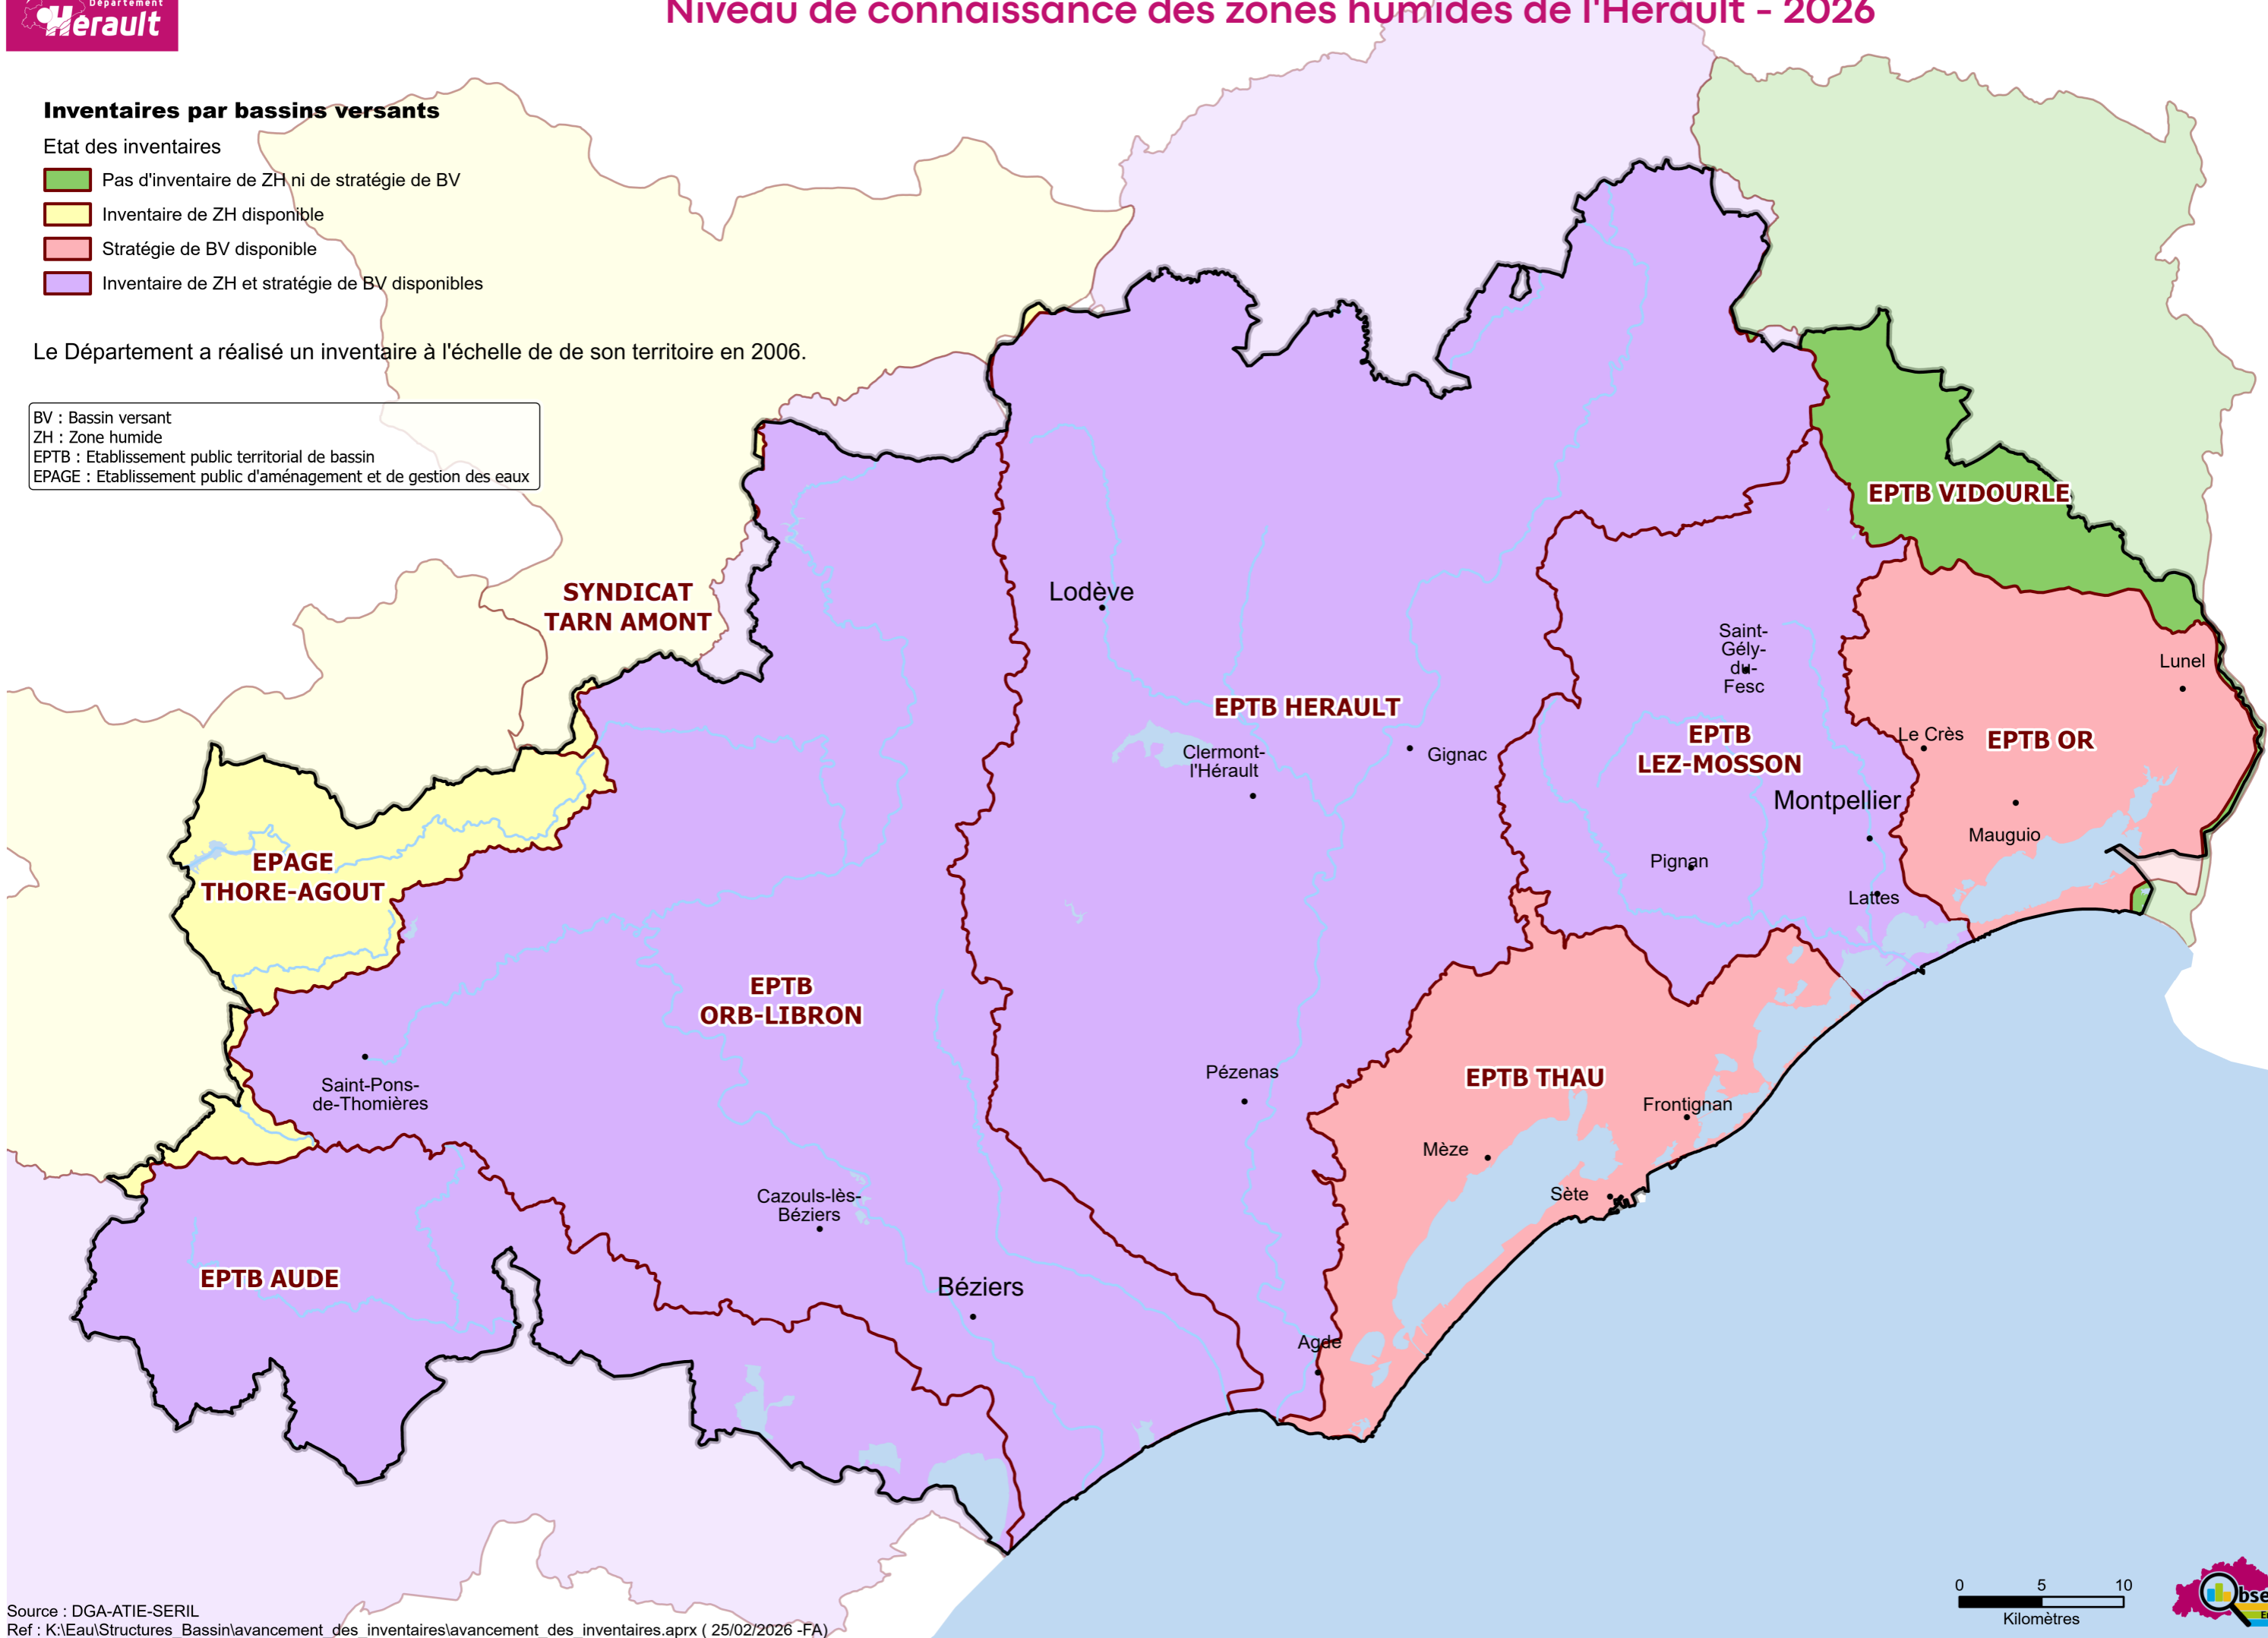 Département
Hérault
Niveau de connaissance des zones humides de l'Hérault - 2026
Inventaires par bassins versants
Etat des inventaires
Pas d'inventaire de ZH ni de stratégie de BV
Inventaire de ZH disponible
Stratégie de BV disponible
Inventaire de ZH et stratégie de BV disponibles
Le Département a réalisé un inventaire à l'échelle de de son territoire en 2006.
BV : Bassin versant
ZH : Zone humide
EPTB : Etablissement public territorial de bassin
EPAGE : Etablissement public d'aménagement et de gestion des eaux
EPTB VIDOURLE
SYNDICAT
TARN AMONT
Lodève
Saint-
Gély-
du-
Fesc
Lunel
EPTB HERAULT
EPTB
LEZ-MOSSON
Le Crès
EPTB OR
Clermont-
l'Hérault
Gignac
Montpellier
Mauguio
EPAGE
THORE-AGOUT
Pignan
Lattes
EPTB
ORB-LIBRON
Saint-Pons-
de-Thomières
Pézenas
EPTB THAU
Frontignan
Mèze
Sète
Cazouls-lès-
Béziers
EPTB AUDE
Béziers
Agde
0 5 10
Kilomètres
Source : DGA-ATIE-SERIL
Ref : K:\Eau\Structures_Bassin\avancement_des_inventaires\avancement_des_inventaires.aprx ( 25/02/2026 -FA)